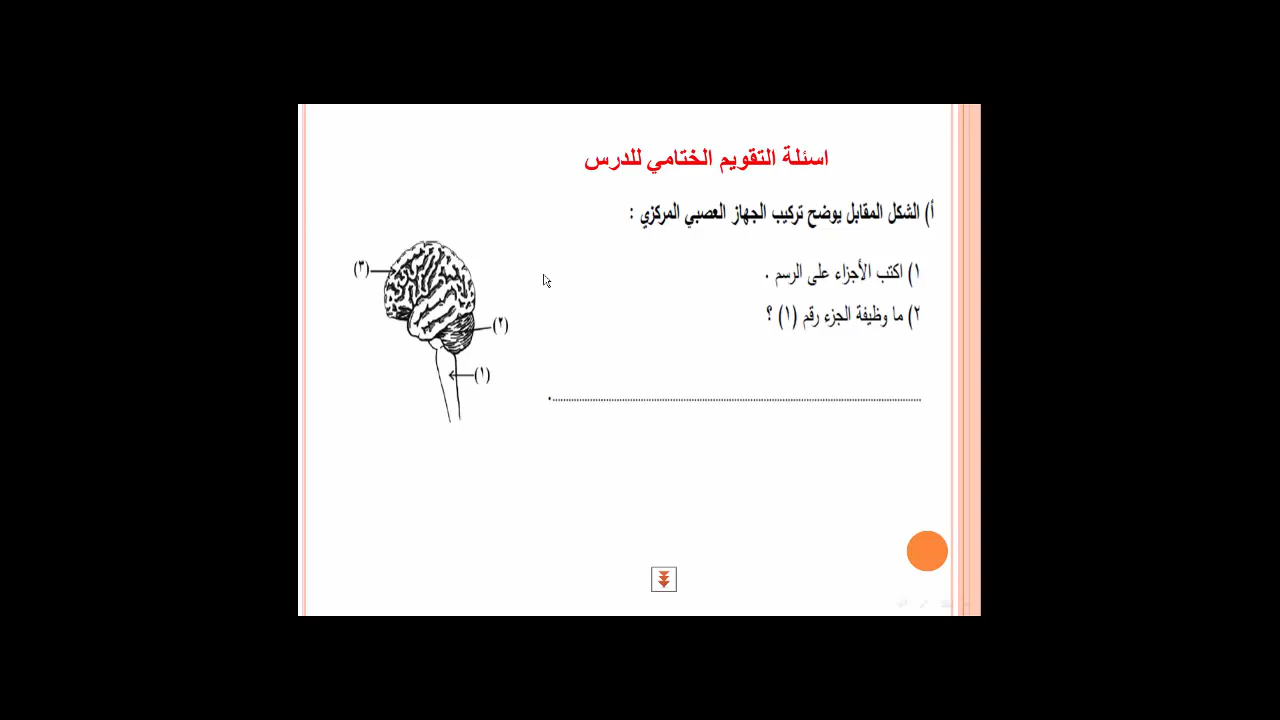 اسئلة التقويم الختامي للدرس
أ) الشكل المقابل يوضح تركيب الجهاز العصبي المركزي :
١) اكتب الأجزاء على الرسم .
٢) ما وظيفة الجزء رقم (١) ؟
(٣)
(٢)
(١)